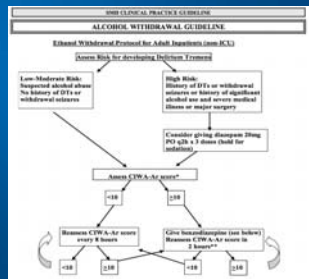 SMH CLINICAL PRACTICE GUIDELINE
ALCOHOL WITHDRAWAL GUIDELINE
Ethanol Withdrawal Protocol for Adult Inpatients (non-ICU)
Assess Risk for developing Delirium Tremens
Low-Moderate Risk:
Suspected alcohol abuse
No history of DTs or
withdrawal seizures
High Risk:
History of DTs or withdrawal
seizures or history of significant
alcohol use and severe medical
illness or major surgery
Consider giving diazepam 20mg
PO q2h x 3 doses (hold for
sedation)
Assess CIWA-Ar score*
<10
≥10
Reassess CIWA-Ar score
every 8 hours
Give benzodiazepine (see below)
Reassess CIWA-Ar score in
2 hours**
<10
≥10
<10
≥10